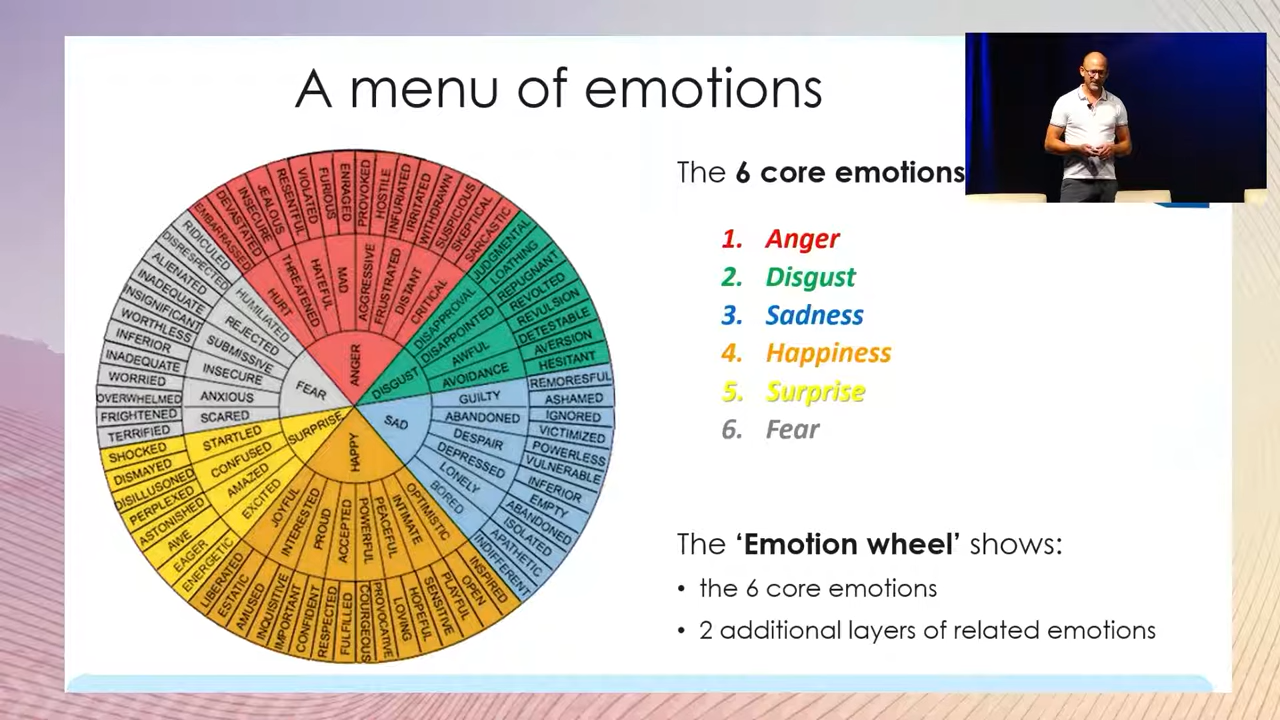 A menu of emotions
The 6 core emotions
1. Anger
2. Disgust
3. Sadness
4. Happiness
5. Surprise
6. Fear
The ‘Emotion wheel’ shows:
• the 6 core emotions
• 2 additional layers of related emotions
ANGER
DISGUST
SAD
HAPPY
SURPRISE
FEAR
HURT
THREATENED
HATEFUL
MAD
AGGRESSIVE
FRUSTRATED
DISTANT
CRITICAL
DISAPPROVAL
DISAPPOINTED
AWFUL
AVOIDANCE
GUILTY
ABANDONED
DESPAIR
DEPRESSED
LONELY
BORED
OPTIMISTIC
INTIMATE
PEACEFUL
POWERFUL
ACCEPTED
PROUD
INTERESTED
JOYFUL
EXCITED
AMAZED
CONFUSED
STARTLED
SCARED
ANXIOUS
INSECURE
SUBMISSIVE
REJECTED
HUMILIATED
EMBARRASSED
DEVASTATED
INSECURE
JEALOUS
RESENTFUL
VIOLATED
FURIOUS
ENRAGED
PROVOKED
HOSTILE
INFURIATED
IRRITATED
WITHDRAWN
SUSPICIOUS
SKEPTICAL
SARCASTIC
JUDGMENTAL
LOATHING
REPUGNANT
REVOLTED
REVULSION
DETESTABLE
AVERSION
HESITANT
REMORESFUL
ASHAMED
IGNORED
VICTIMIZED
POWERLESS
VULNERABLE
INFERIOR
EMPTY
ABANDONED
ISOLATED
APATHETIC
INDIFFERENT
INSPIRED
OPEN
PLAYFUL
SENSITIVE
HOPEFUL
LOVING
PROVOCATIVE
COURGEOUS
FULFILLED
RESPECTED
CONFIDENT
IMPORTANT
INQUISITIVE
AMUSED
ESTATIC
LIBERATED
ENERGETIC
EAGER
AWE
ASTONISHED
PERPLEXED
DISILLUSONED
DISMAYED
SHOCKED
TERRIFIED
FRIGHTENED
OVERWHELMED
WORRIED
INADEQUATE
INFERIOR
WORTHLESS
INSIGNIFICANT
INADEQUATE
ALIENATED
DISRESPECTED
RIDICULED